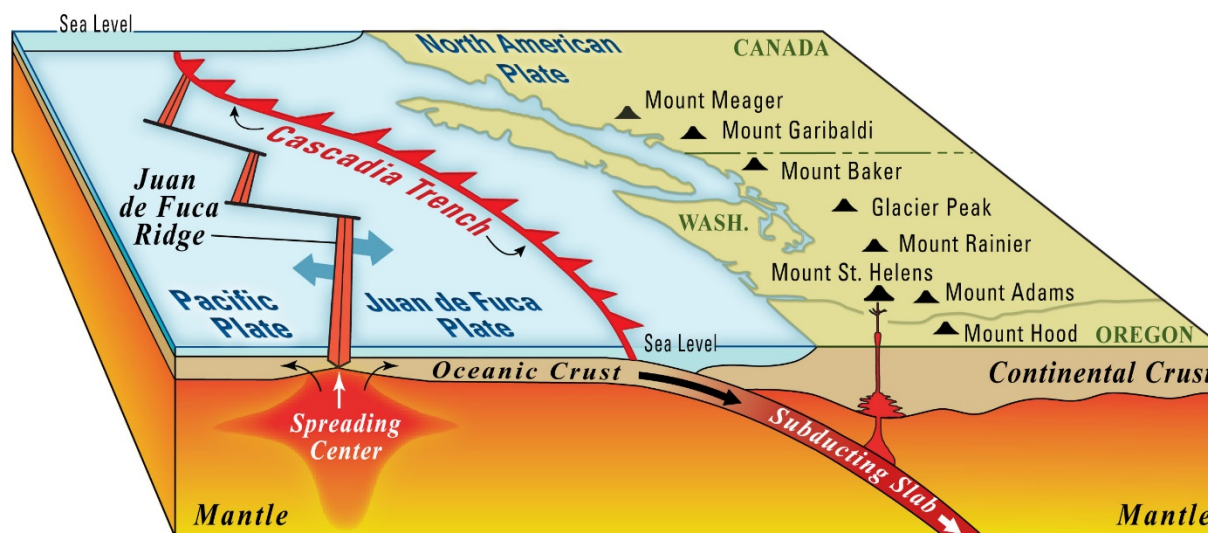 Sea Level
North American
Plate
CANADA
Mount Meager
Mount Garibaldi
Mount Baker
Cascadia Trench
Juan
de Fuca
Ridge
WASH.
Glacier Peak
Mount Rainier
Mount St. Helens
Mount Adams
Pacific
Plate
Juan de Fuca
Plate
Mount Hood
OREGON
Sea Level
Oceanic Crust
Continental Crust
Spreading
Center
Subducting Slab
Mantle
Mantle